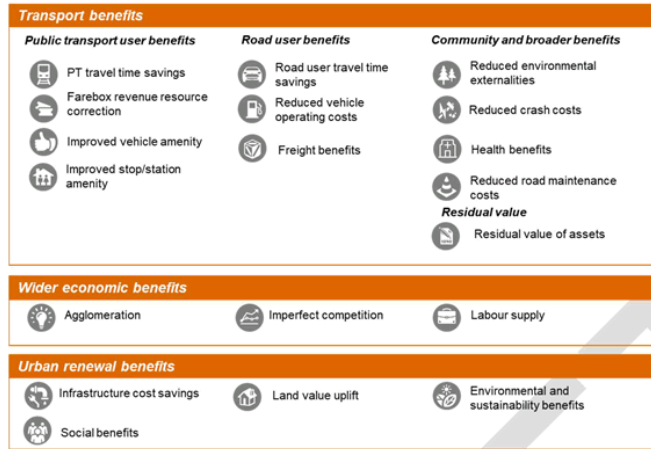 Transport benefits
Public transport user benefits
PT travel time savings
Farebox revenue resource
correction
Improved vehicle amenity
Improved stop/station
amenity
Road user benefits
Road user travel time
savings
Reduced vehicle
operating costs
Freight benefits
Community and broader benefits
Reduced environmental
externalities
Reduced crash costs
Health benefits
Reduced road maintenance
costs
Residual value
Residual value of assets
Wider economic benefits
Agglomeration
Imperfect competition
Labour supply
Urban renewal benefits
Infrastructure cost savings
Land value uplift
Environmental and
sustainability benefits
Social benefits